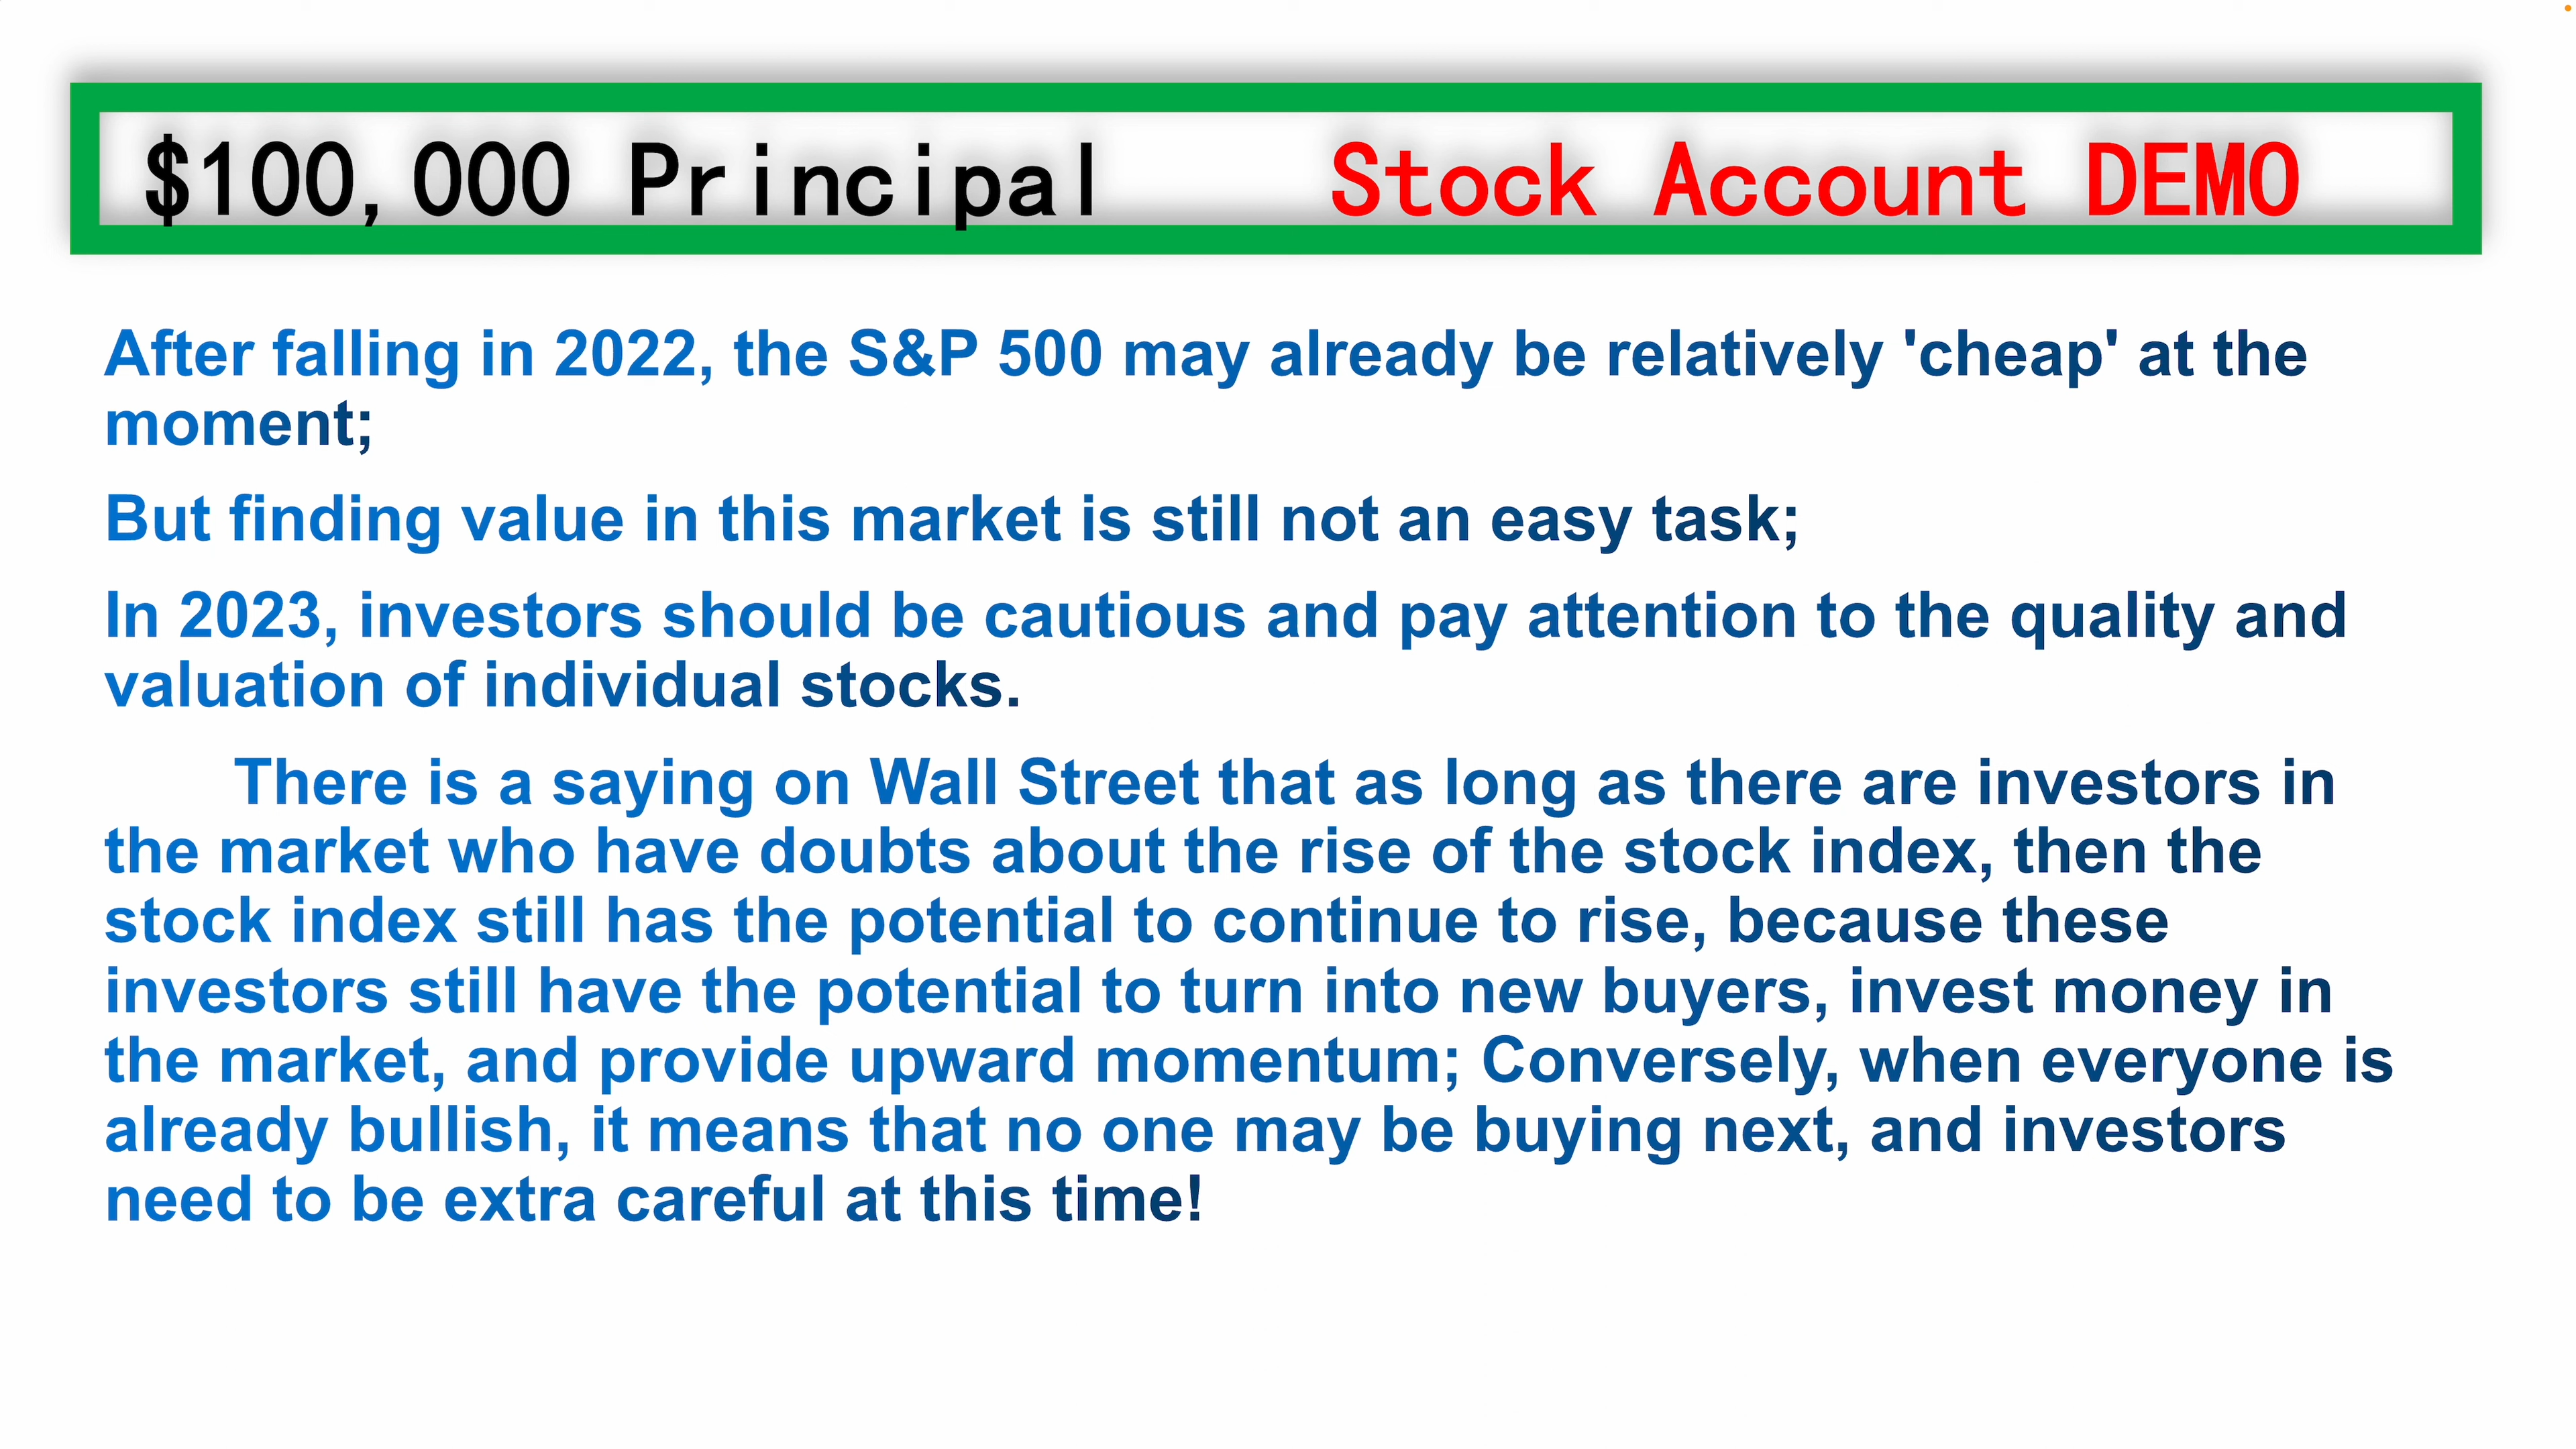 $100,000 Principal Stock Account DEMO
After falling in 2022, the S&P 500 may already be relatively 'cheap' at the
moment;
But finding value in this market is still not an easy task;
In 2023, investors should be cautious and pay attention to the quality and
valuation of individual stocks.
There is a saying on Wall Street that as long as there are investors in
the market who have doubts about the rise of the stock index, then the
stock index still has the potential to continue to rise, because these
investors still have the potential to turn into new buyers, invest money in
the market, and provide upward momentum; Conversely, when everyone is
already bullish, it means that no one may be buying next, and investors
need to be extra careful at this time!